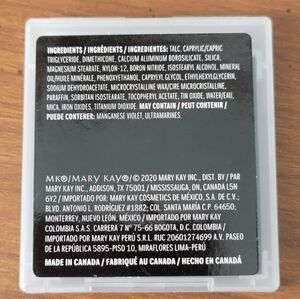 INGREDIENTS / INGRÉDIENTS / INGREDIENTES: TALC, CAPRYLIC/CAPRIC
TRIGLYCERIDE, DIMETHICONE, CALCIUM ALUMINUM BOROSILICATE, SILICA,
MAGNESIUM STEARATE, NYLON-12, BORON NITRIDE, ISOSTEARYL ALCOHOL, MINERAL
OIL/HUILE MINÉRALE, PHENOXYETHANOL, CAPRYLYL GLYCOL, ETHYLHEXYLGLYCERIN,
SODIUM DEHYDROACETATE, MICROCRYSTALLINE WAX/CIRE MICROCRISTALLINE,
PARAFFIN, SORBITAN ISOSTEARATE, TOCOPHERYL ACETATE, TIN OXIDE, WATER/EAU,
MICA, IRON OXIDES, TITANIUM DIOXIDE. MAY CONTAIN / PEUT CONTENIR /
PUEDE CONTENER: MANGANESE VIOLET, ULTRAMARINES.
MK®/MARY KAY® / © 2020 MARY KAY INC., DIST. BY / PAR
MARY KAY INC., ADDISON, TX 75001 / MISSISSAUGA, ON, CANADA L5N
6Y2 / IMPORTADO POR MARY KAY COSMETICS DE MÉXICO, S.A. DE C.V.;
BLVD. ANTONIO L. RODRÍGUEZ #1882; COL. SANTA MARÍA C.P. 64650;
MONTERREY, NUEVO LEÓN, MÉXICO / IMPORTADO POR MARY KAY
COLOMBIA S.A.S. CARRERA 7 N° 75-66 BOGOTA, D.C. COLOMBIA
/ IMPORTADO POR MARY KAY PERÚ S.R.L. RUC 20601274699 A.V. PASEO
DE LA REPÚBLICA 5895-PISO 10, MIRAFLORES LIMA-PERÚ
MADE IN CANADA / FABRIQUÉ AU CANADA / HECHO EN CANADÁ